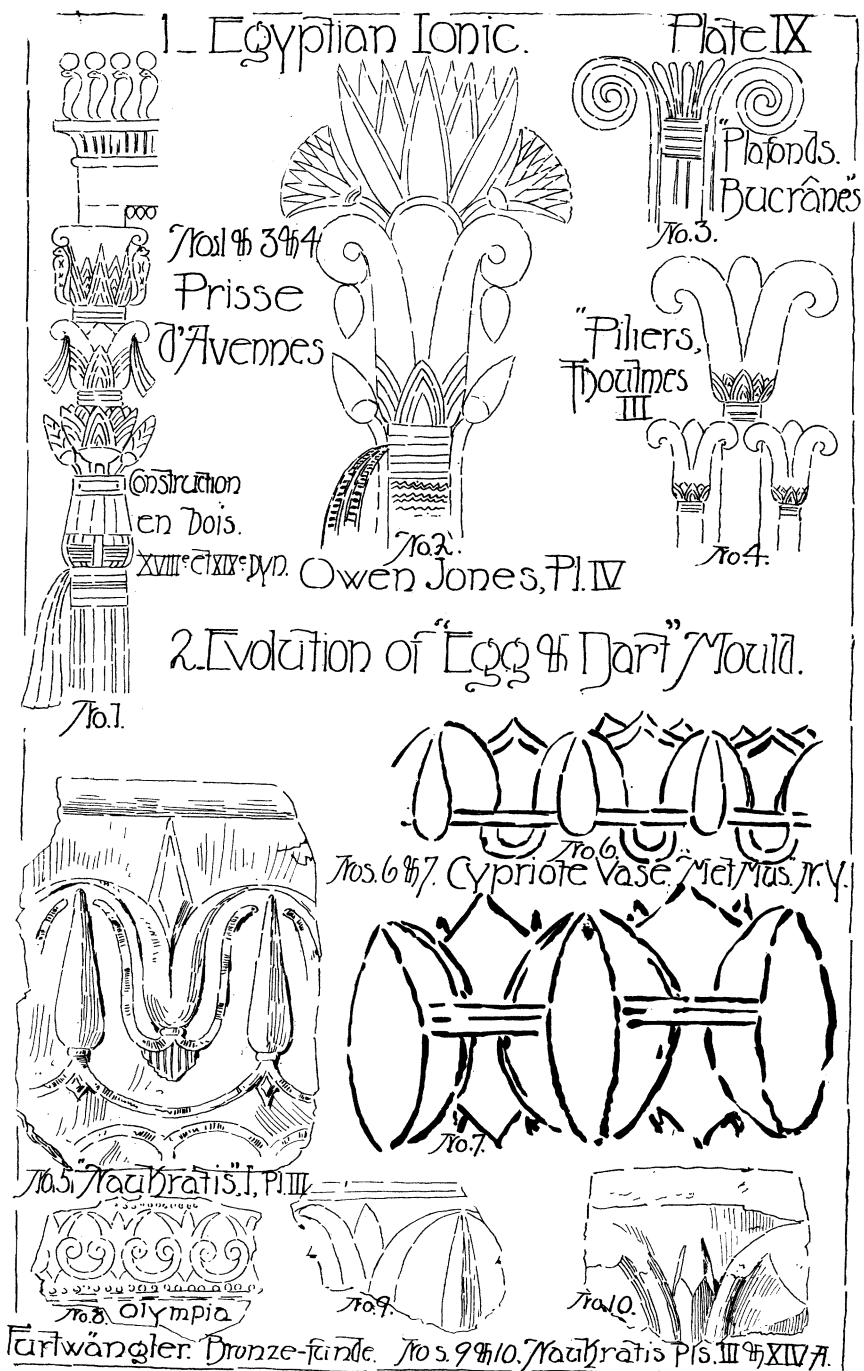 1_ Egyptian Ionic.
Plate IX
"Plafonds.
Bucrânes"
No. 3.
Nos 1 & 3 & 4
Prisse
d'Avennes
"Piliers,
Thoutmes
III
Construction
en bois.
XVIIIe et XIXe Dyn.
No. 2.
No. 4.
Owen Jones, Pl. IV
2_ Evolution of "Egg & Dart" Mould.
No. 1.
No 6.
Nos. 6 & 7. Cypriote Vase. "Met Mus." N.Y.
No. 7.
No. 5. "Naukratis". I, Pl. III
No. 8. Olympia
No. 9.
No. 10.
Furtwängler. Bronze-funde. Nos. 9 & 10. Naukratis Pls. III & XIV A.